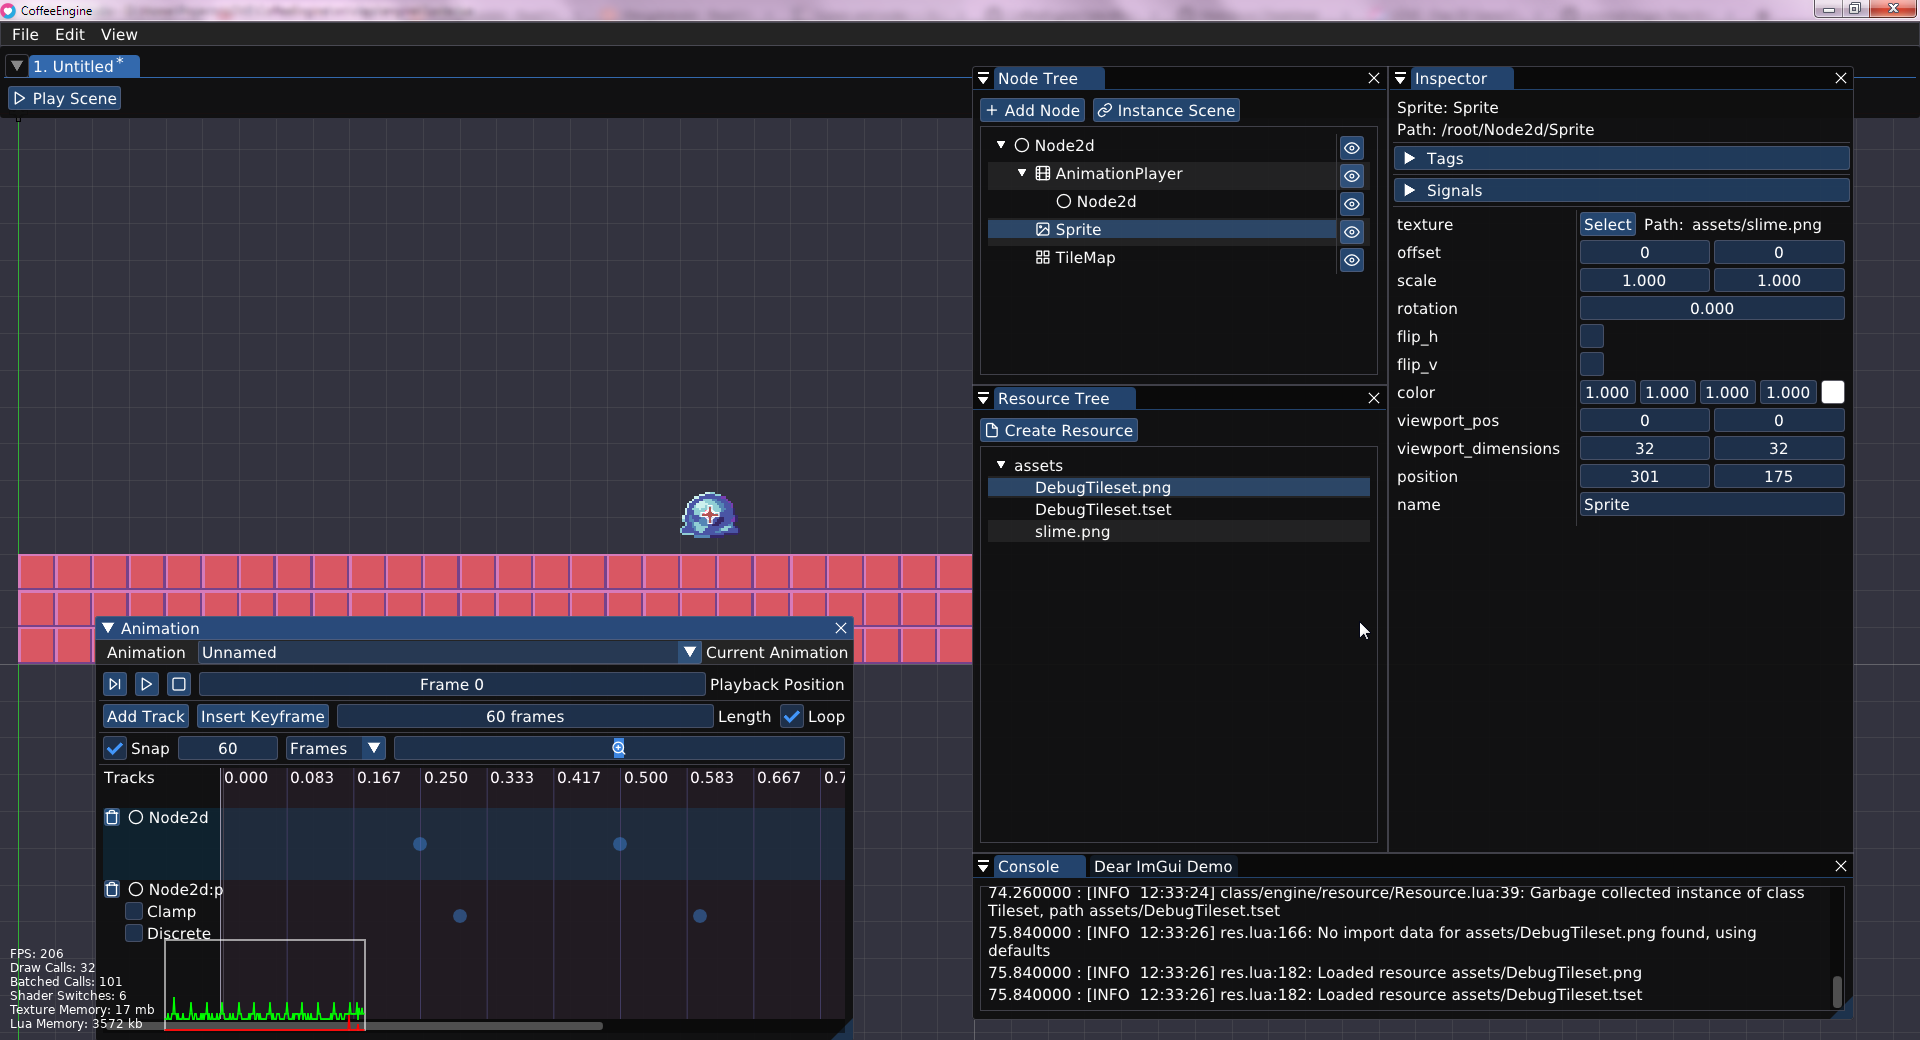 CoffeeEngine
File Edit View
1. Untitled*
Play Scene
Node Tree
Add Node Instance Scene
Node2d
AnimationPlayer
Node2d
Sprite
TileMap
Resource Tree
Create Resource
assets
DebugTileset.png
DebugTileset.tset
slime.png
Inspector
Sprite: Sprite
Path: /root/Node2d/Sprite
Tags
Signals
texture Select Path: assets/slime.png
offset 0 0
scale 1.000 1.000
rotation 0.000
flip_h
flip_v
color 1.000 1.000 1.000 1.000
viewport_pos 0 0
viewport_dimensions 32 32
position 301 175
name Sprite
Animation
Animation Unnamed Current Animation
Frame 0 Playback Position
Add Track Insert Keyframe 60 frames Length Loop
Snap 60 Frames
Tracks 0.000 0.083 0.167 0.250 0.333 0.417 0.500 0.583 0.667 0.7
Node2d
Node2d:p
Clamp
Discrete
FPS: 206
Draw Calls: 32
Batched Calls: 101
Shader Switches: 6
Texture Memory: 17 mb
Lua Memory: 3572 kb
Console Dear ImGui Demo
74.260000 : [INFO 12:33:24] class/engine/resource/Resource.lua:39: Garbage collected instance of class
Tileset, path assets/DebugTileset.tset
75.840000 : [INFO 12:33:26] res.lua:166: No import data for assets/DebugTileset.png found, using
defaults
75.840000 : [INFO 12:33:26] res.lua:182: Loaded resource assets/DebugTileset.png
75.840000 : [INFO 12:33:26] res.lua:182: Loaded resource assets/DebugTileset.tset